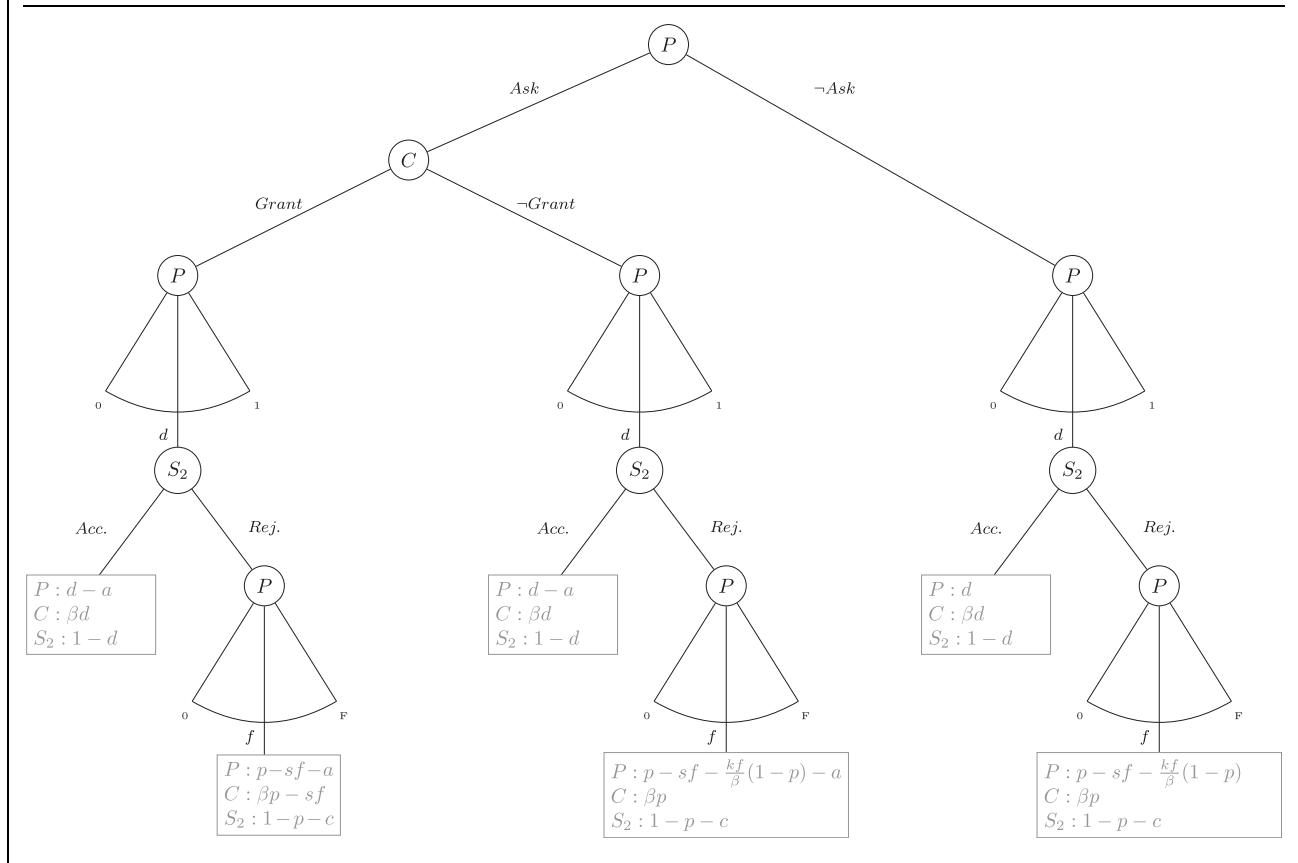 P
Ask ¬Ask
C
Grant ¬Grant
P P P
0 1 0 1 0 1
d d d
S₂ S₂ S₂
Acc. Rej. Acc. Rej. Acc. Rej.
P : d − a
C : βd
S₂ : 1 − d
P
P : d − a
C : βd
S₂ : 1 − d
P
P : d
C : βd
S₂ : 1 − d
P
0 F 0 F 0 F
f f f
P : p−sf−a
C : βp − sf
S₂ : 1−p−c
P : p − sf − kf/β (1 − p) − a
C : βp
S₂ : 1 − p − c
P : p − sf − kf/β (1 − p)
C : βp
S₂ : 1 − p − c